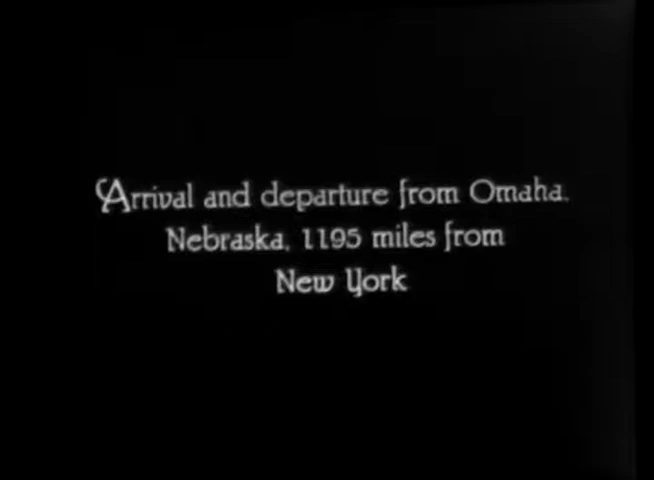 Arrival and departure from Omaha,
Nebraska, 1195 miles from
New York